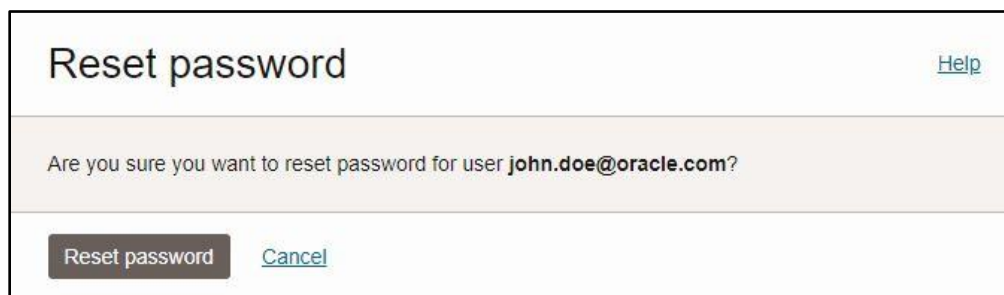 Reset password
Help
Are you sure you want to reset password for user john.doe@oracle.com?
Reset password
Cancel